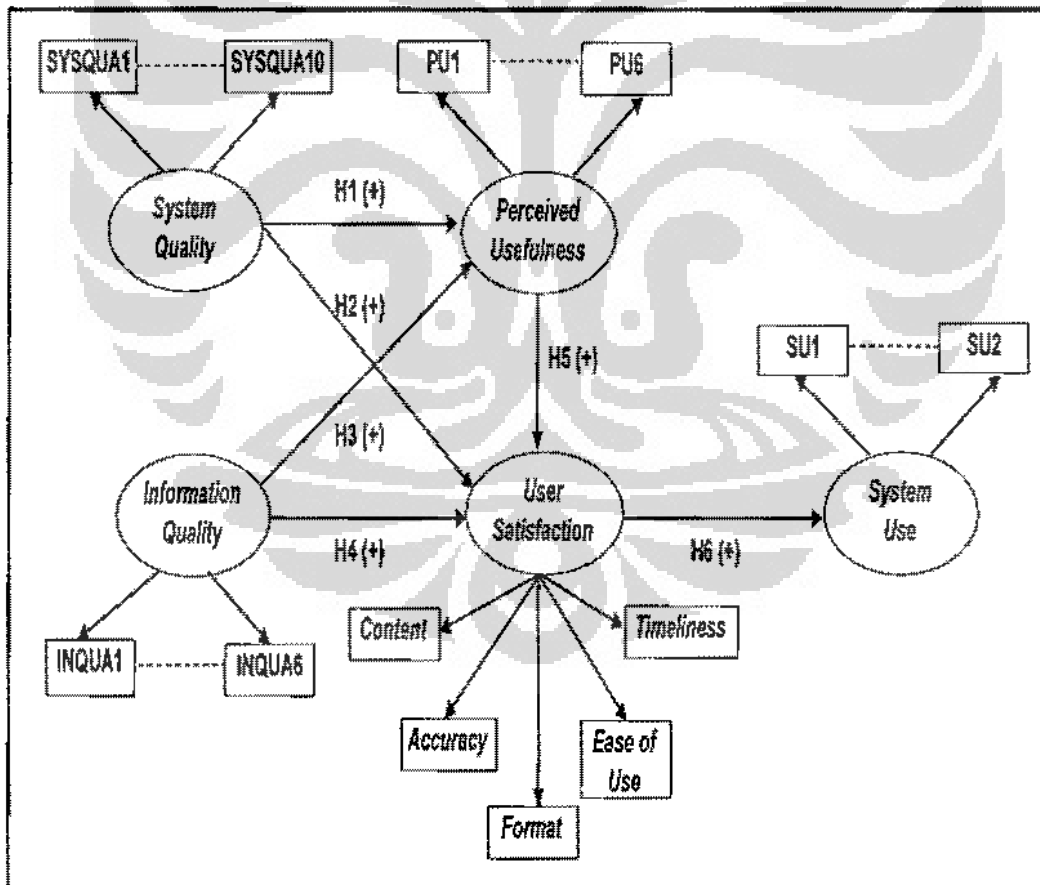 SYSQUA1
SYSQUA10
PU1
PU6
System
Quality
H1 (+)
Perceived
Usefulness
H2 (+)
H5 (+)
SU1
SU2
H3 (+)
Information
Quality
H4 (+)
User
Satisfaction
H6 (+)
System
Use
Content
Timeliness
INQUA1
INQUA6
Accuracy
Ease of
Use
Format